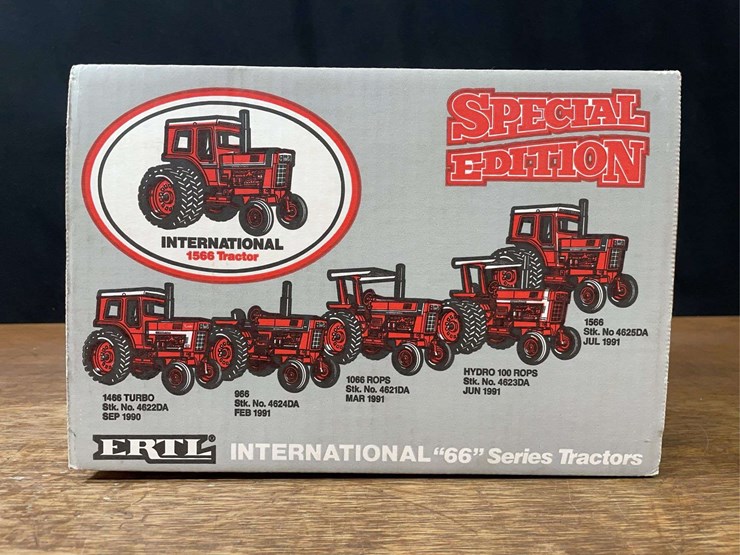 SPECIAL
EDITION
INTERNATIONAL
1566 Tractor
1466 TURBO
Stk. No. 4622DA
SEP 1990
966
Stk. No. 4624DA
FEB 1991
1066 ROPS
Stk. No. 4621DA
MAR 1991
HYDRO 100 ROPS
Stk. No. 4623DA
JUN 1991
1566
Stk. No 4625DA
JUL 1991
ERTL®
INTERNATIONAL "66" Series Tractors